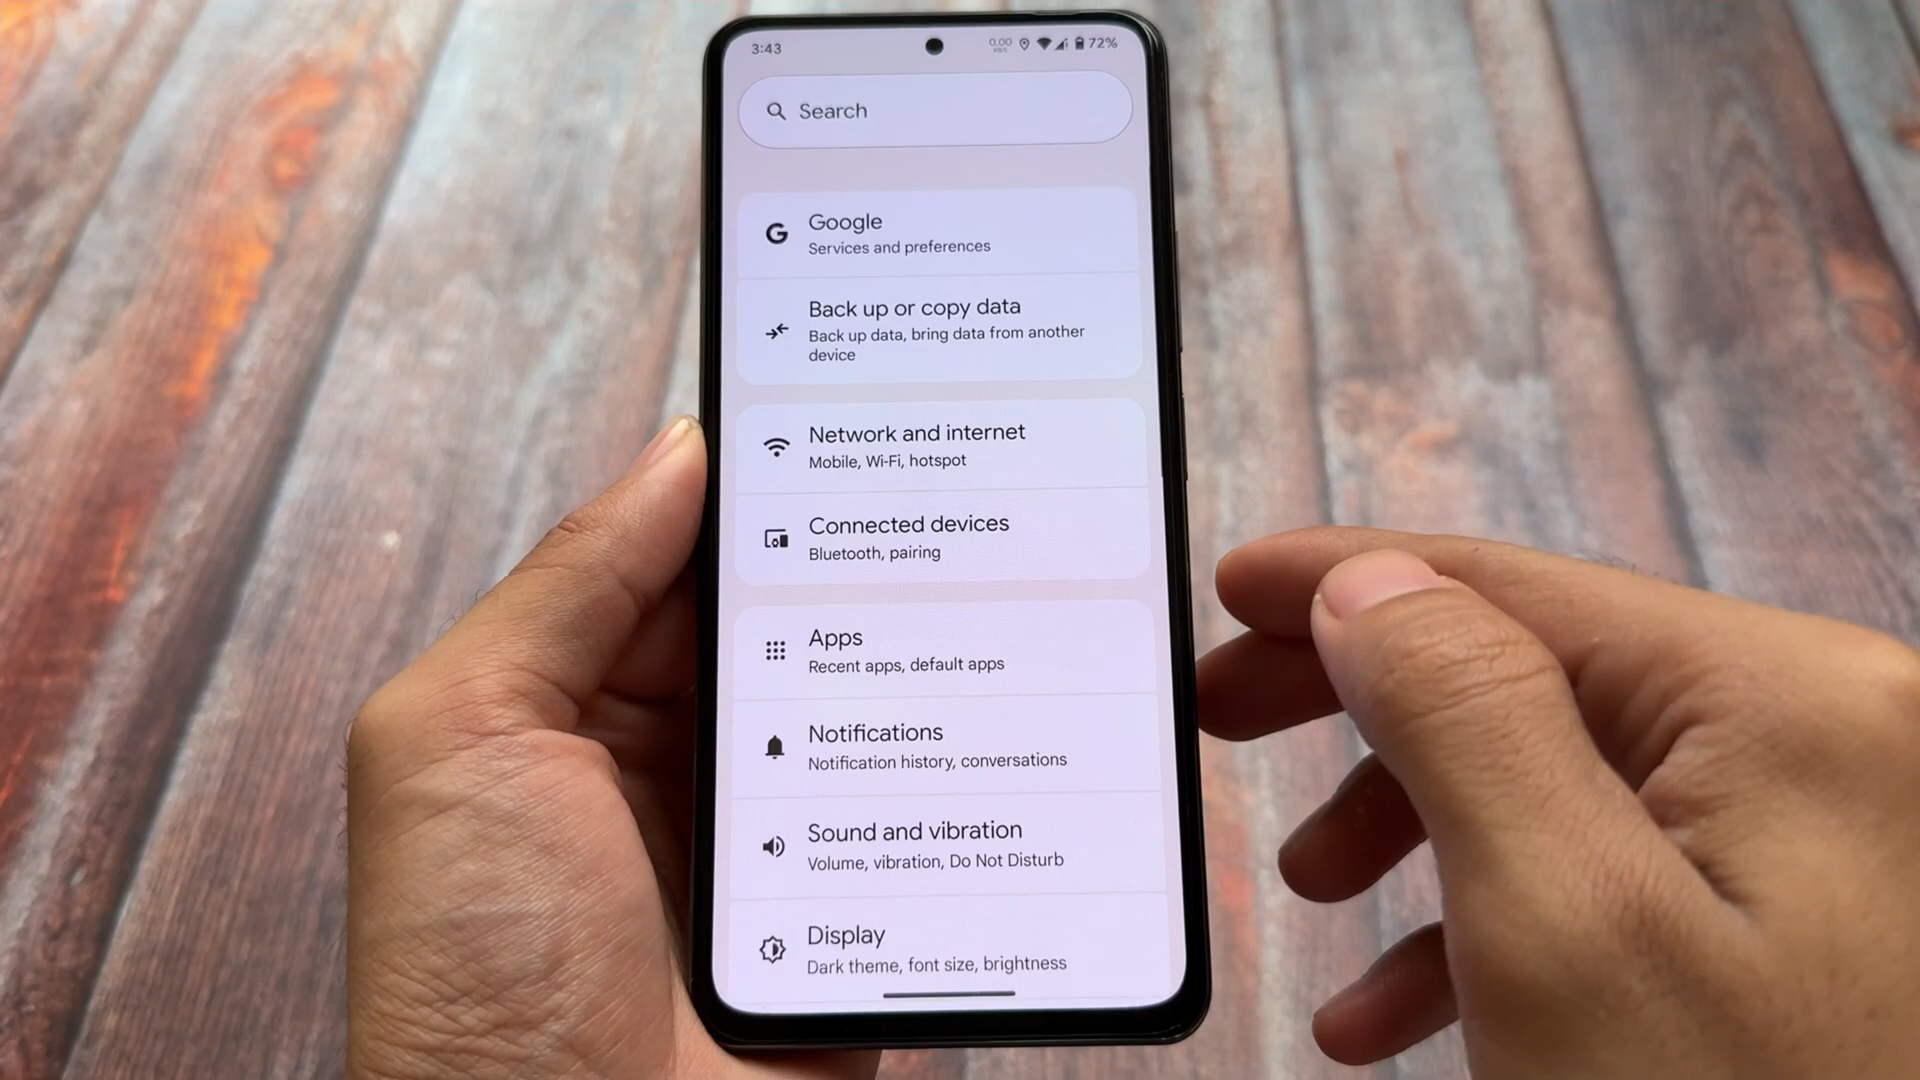 3:43
0.00
72%
Search
Google
Services and preferences
Back up or copy data
Back up data, bring data from another
device
Network and internet
Mobile, Wi-Fi, hotspot
Connected devices
Bluetooth, pairing
Apps
Recent apps, default apps
Notifications
Notification history, conversations
Sound and vibration
Volume, vibration, Do Not Disturb
Display
Dark theme, font size, brightness